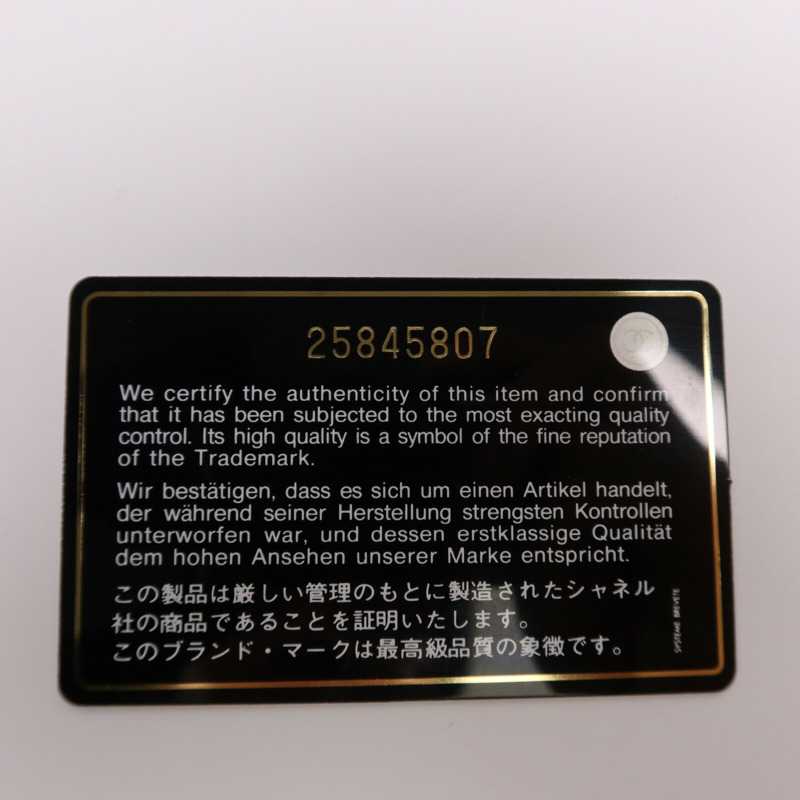 25845807
We certify the authenticity of this item and confirm
that it has been subjected to the most exacting quality
control. Its high quality is a symbol of the fine reputation
of the Trademark.
Wir bestätigen, dass es sich um einen Artikel handelt,
der während seiner Herstellung strengsten Kontrollen
unterworfen war, und dessen erstklassige Qualität
dem hohen Ansehen unserer Marke entspricht.
この製品は厳しい管理のもとに製造されたシャネル
社の商品であることを証明いたします。
このブランド・マークは最高級品質の象徴です。
SYSTEME BREVETE